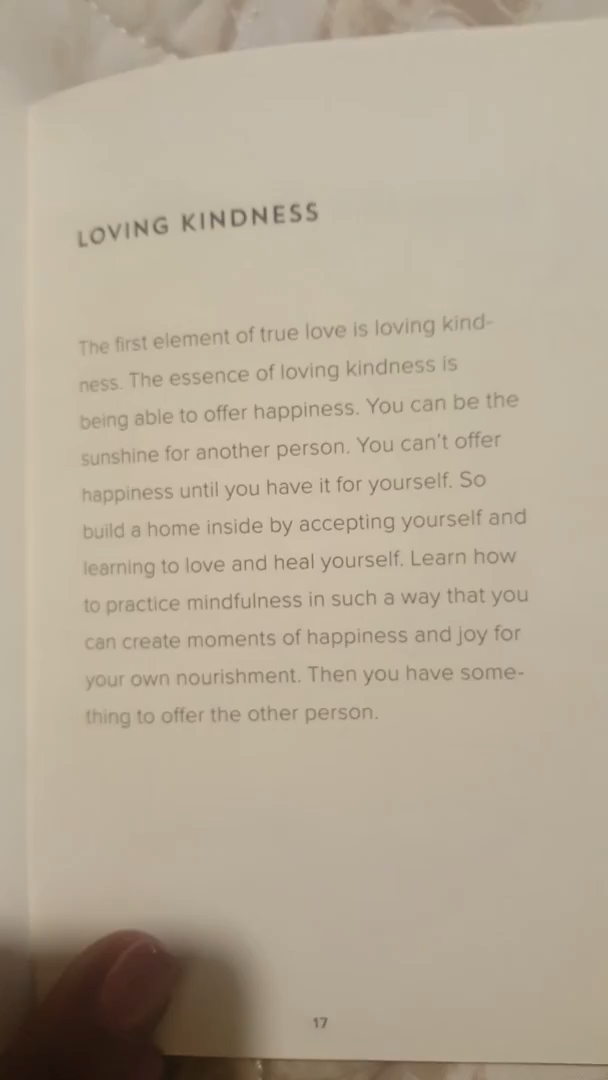 LOVING KINDNESS
The first element of true love is loving kind-
ness. The essence of loving kindness is
being able to offer happiness. You can be the
sunshine for another person. You can't offer
happiness until you have it for yourself. So
build a home inside by accepting yourself and
learning to love and heal yourself. Learn how
to practice mindfulness in such a way that you
can create moments of happiness and joy for
your own nourishment. Then you have some-
thing to offer the other person.
17